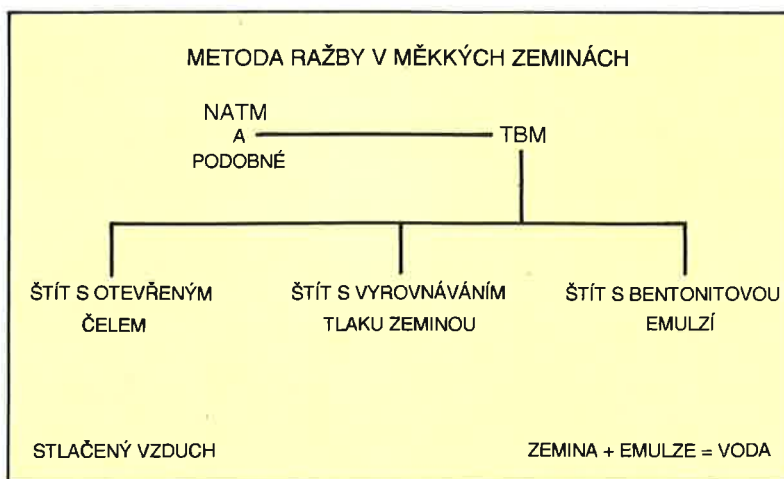 METODA RAŽBY V MĚKKÝCH ZEMINÁCH
NATM
A
PODOBNÉ
TBM
ŠTÍT S OTEVŘENÝM
ČELEM
ŠTÍT S VYROVNÁVÁNÍM
TLAKU ZEMINOU
ŠTÍT S BENTONITOVOU
EMULZÍ
STLAČENÝ VZDUCH
ZEMINA + EMULZE = VODA